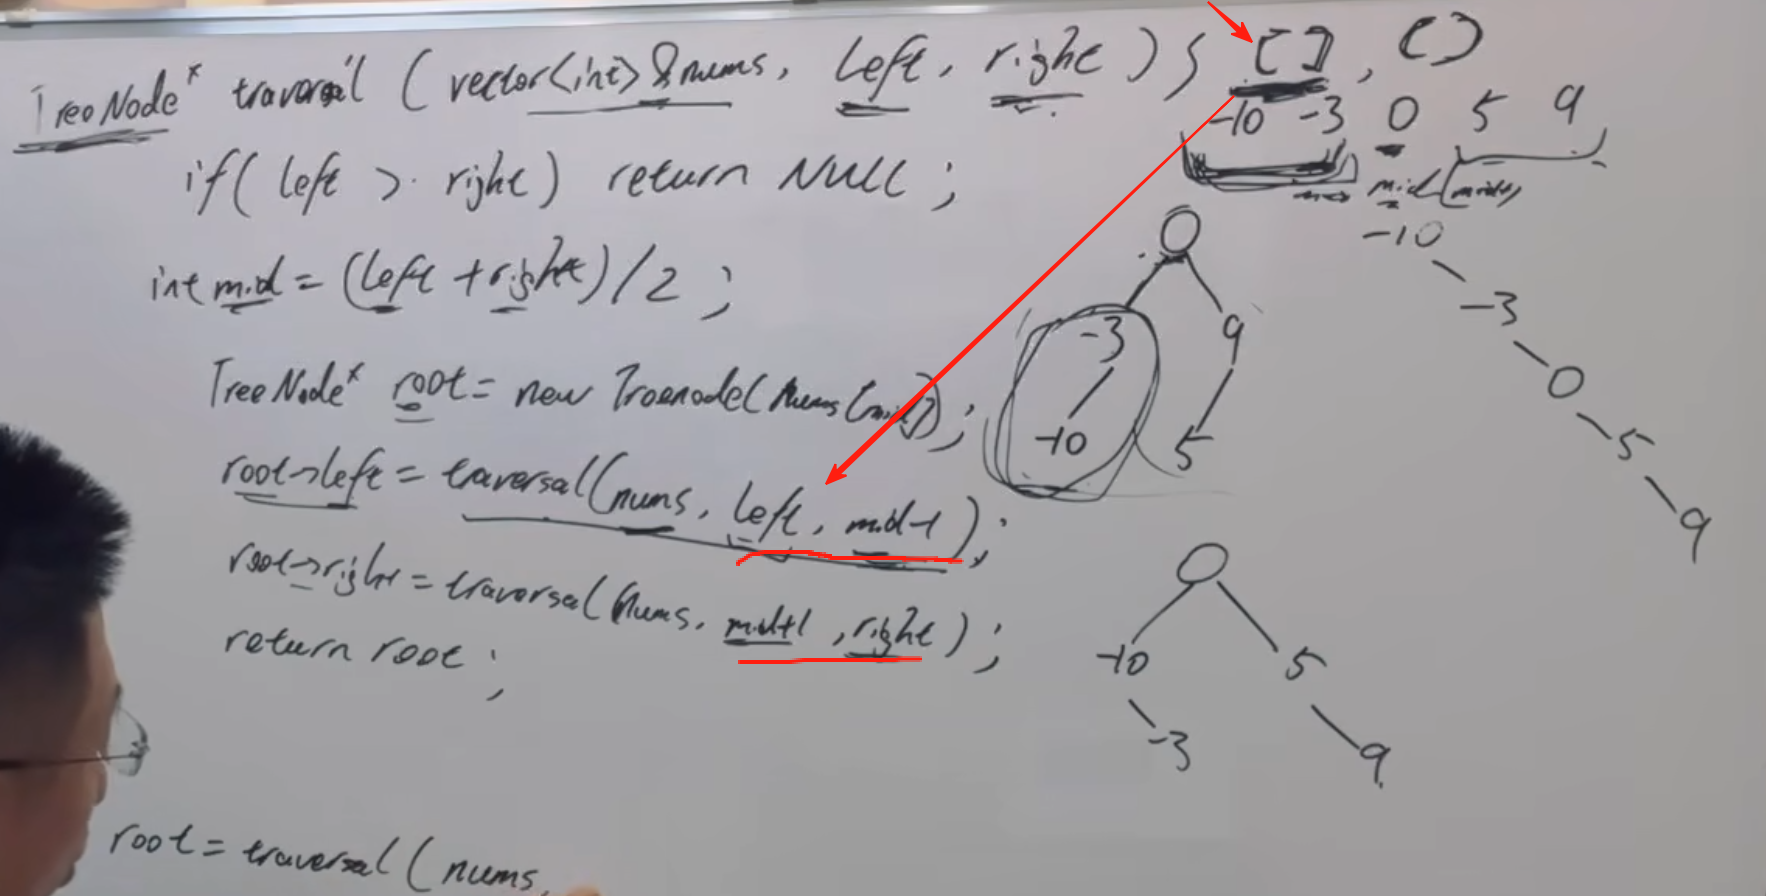 TreeNode* traversal (vector<int> &nums, left, right) { [ ], [ )
-10 -3 0 5 9
if(left > right) return NULL;
mid (mid+1
int mid = (left + right)/2;
TreeNode* root = new Treenode(nums[mid]);
root->left = traversal(nums, left, mid-1);
root->right = traversal(nums, mid+1, right);
return root;
root = traversal(nums,
-10
-3
0
5
9
0
-3 9
-10 5
0
-10 5
-3 9